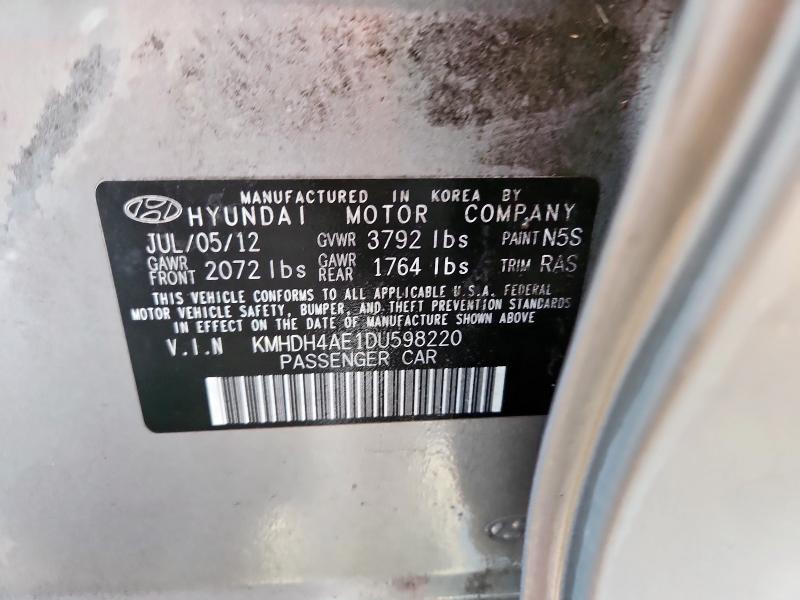 MANUFACTURED IN KOREA BY
HYUNDAI MOTOR COMPANY
JUL/05/12 GVWR 3792 lbs PAINT N5S
GAWR FRONT 2072 lbs GAWR REAR 1764 lbs TRIM RAS
THIS VEHICLE CONFORMS TO ALL APPLICABLE U.S.A. FEDERAL
MOTOR VEHICLE SAFETY, BUMPER, AND THEFT PREVENTION STANDARDS
IN EFFECT ON THE DATE OF MANUFACTURE SHOWN ABOVE
V.I.N KMHDH4AE1DU598220
PASSENGER CAR